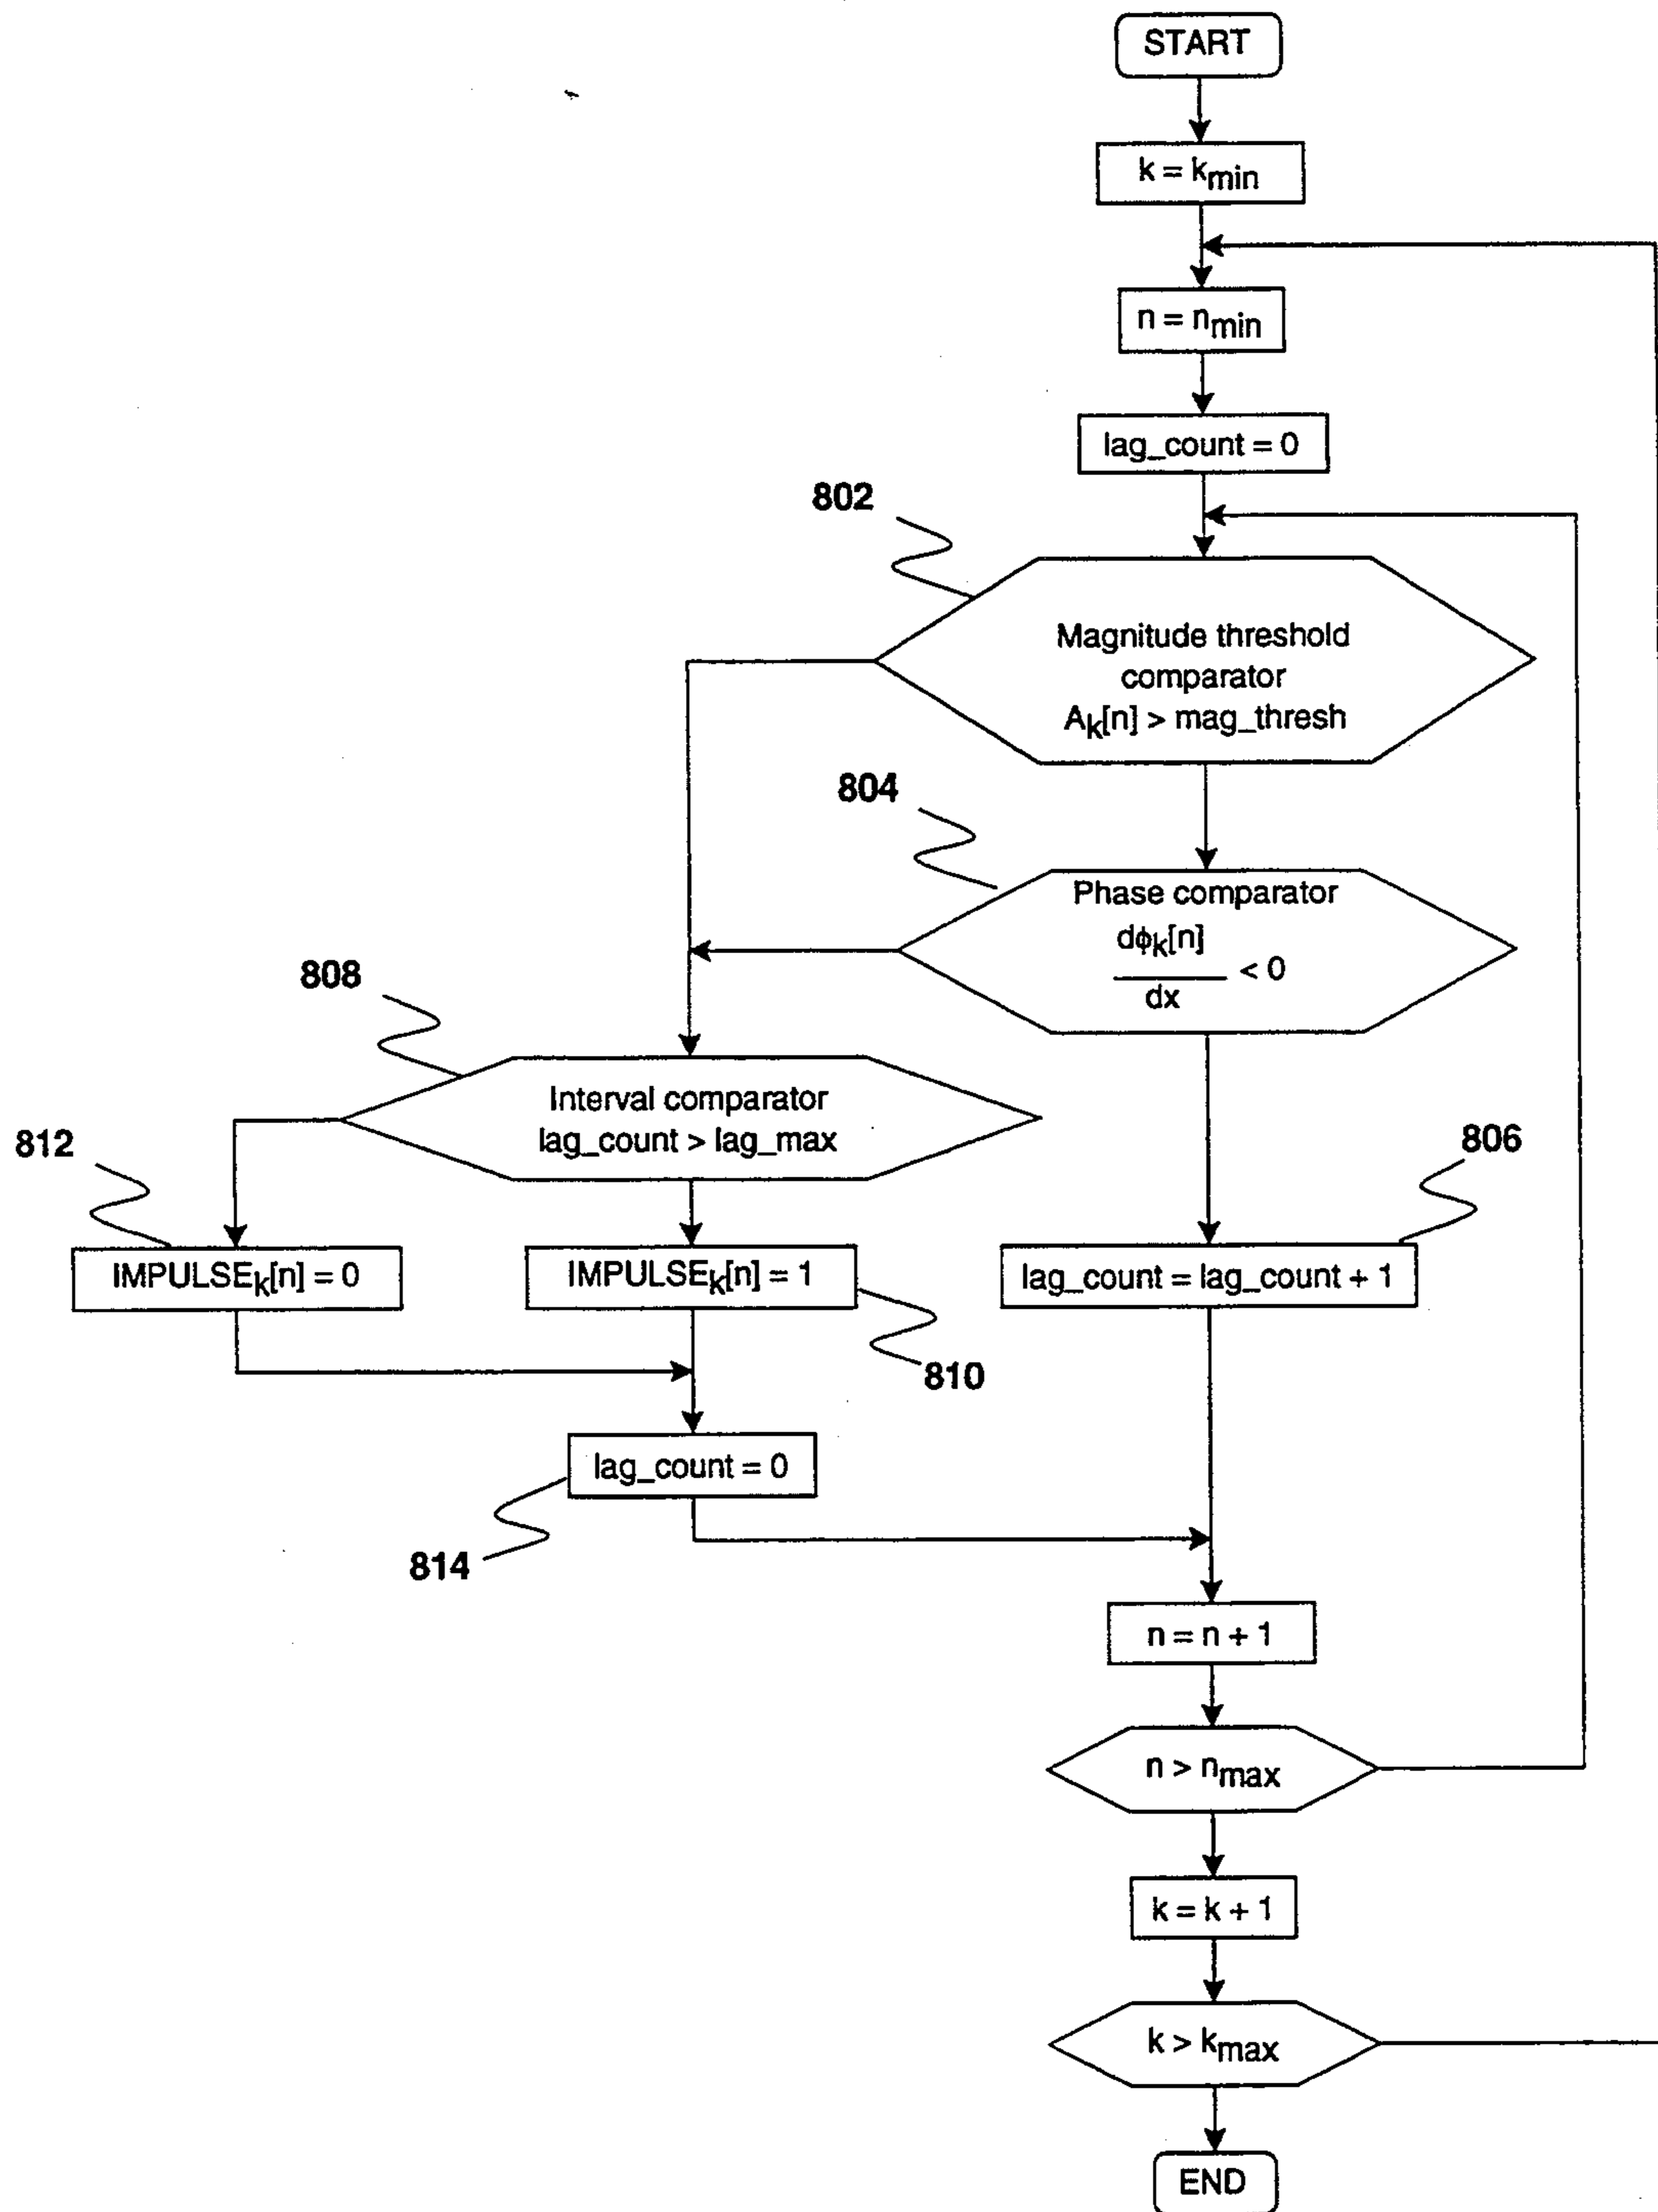 START
k = kmin
n = nmin
lag_count = 0
802
Magnitude threshold
comparator
Ak[n] > mag_thresh
804
Phase comparator
dϕk[n]
dx
< 0
808
Interval comparator
lag_count > lag_max
812
806
IMPULSEk[n] = 0
IMPULSEk[n] = 1
lag_count = lag_count + 1
810
lag_count = 0
814
n = n + 1
n > nmax
k = k + 1
k > kmax
END